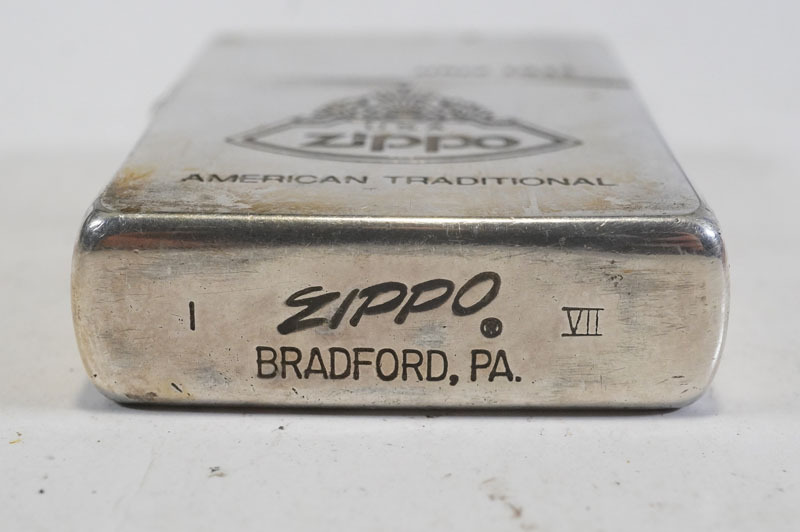 U.S.A
zippo
AMERICAN TRADITIONAL
I ZIPPO ® VII
BRADFORD, PA.